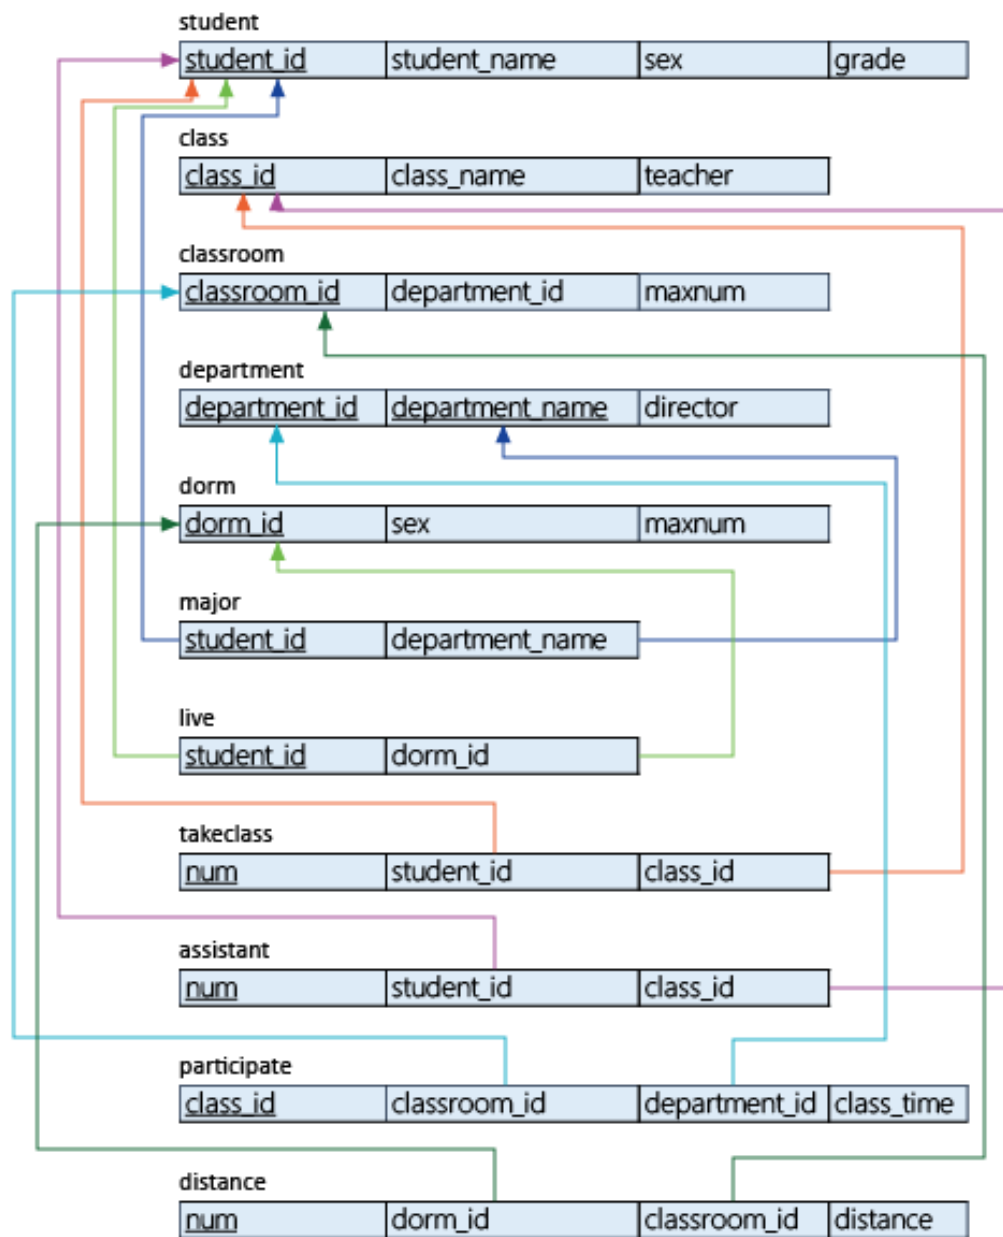 student
student_id student_name sex grade
class
class_id class_name teacher
classroom
classroom_id department_id maxnum
department
department_id department_name director
dorm
dorm_id sex maxnum
major
student_id department_name
live
student_id dorm_id
takeclass
num student_id class_id
assistant
num student_id class_id
participate
class_id classroom_id department_id class_time
distance
num dorm_id classroom_id distance